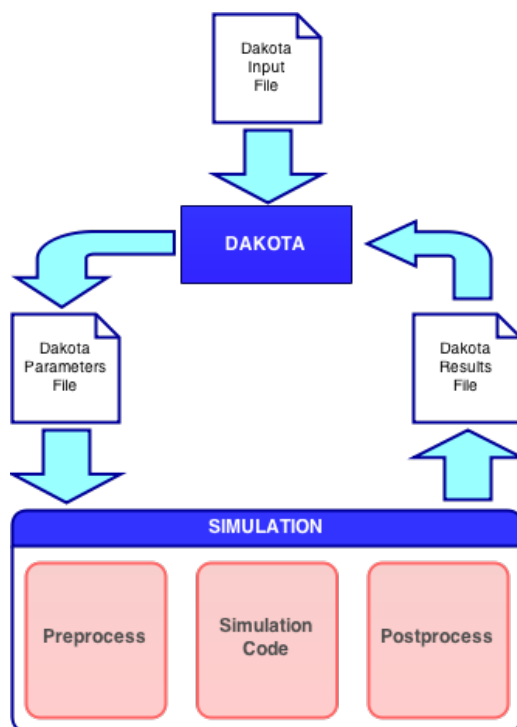 Dakota
Input
File
DAKOTA
Dakota
Parameters
File
Dakota
Results
File
SIMULATION
Preprocess
Simulation
Code
Postprocess